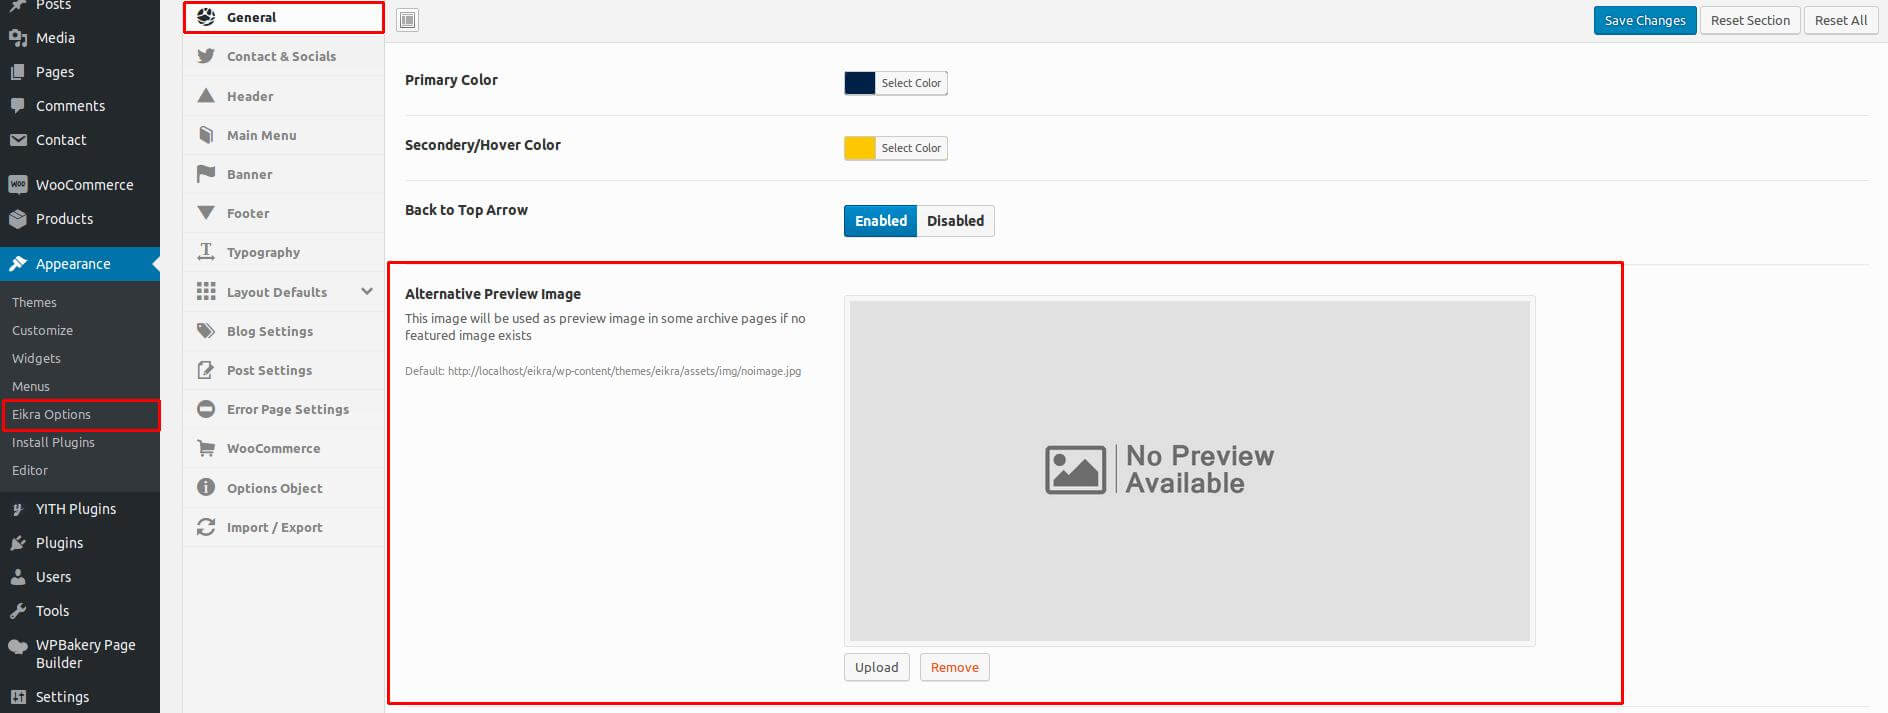 Posts
Media
Pages
Comments
Contact
WOO
WooCommerce
Products
Appearance
Themes
Customize
Widgets
Menus
Eikra Options
Install Plugins
Editor
YITH Plugins
Plugins
Users
Tools
WPBakery Page
Builder
Settings
General
Contact & Socials
Header
Main Menu
Banner
Footer
Typography
Layout Defaults
Blog Settings
Post Settings
Error Page Settings
WooCommerce
Options Object
Import / Export
Save Changes
Reset Section
Reset All
Primary Color
Select Color
Secondery/Hover Color
Select Color
Back to Top Arrow
Enabled
Disabled
Alternative Preview Image
This image will be used as preview image in some archive pages if no
featured image exists
Default: http://localhost/eikra/wp-content/themes/eikra/assets/img/noimage.jpg
No Preview
Available
Upload
Remove